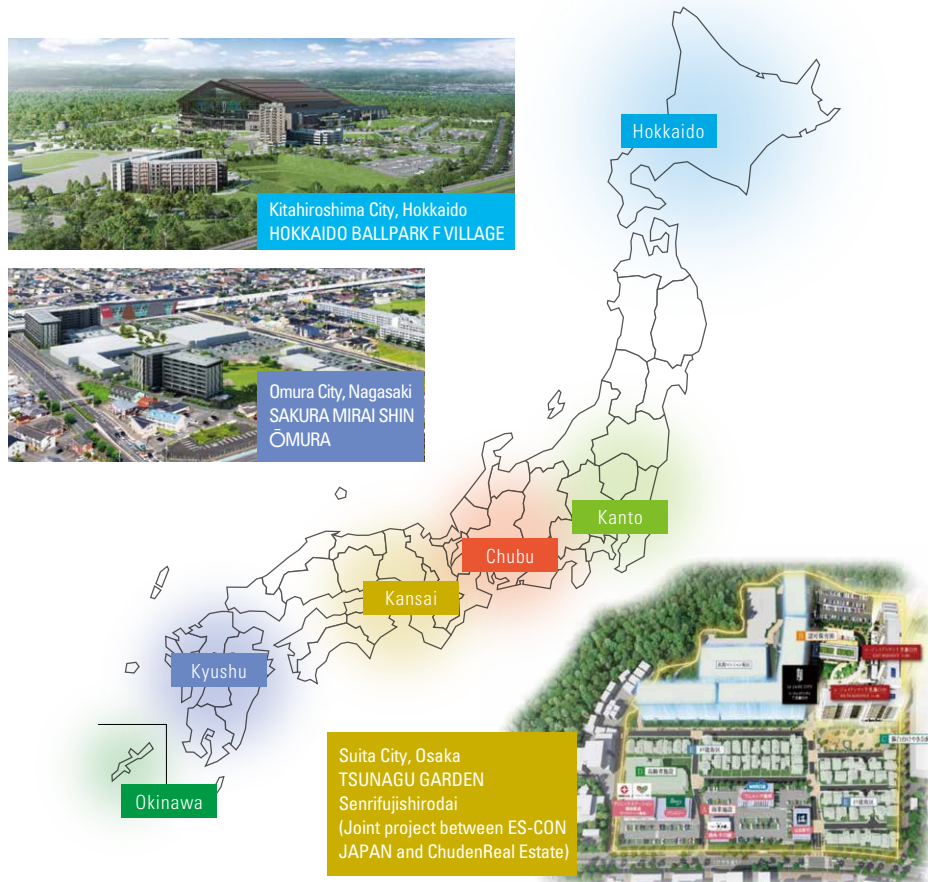 Hokkaido
Kitahiroshima City, Hokkaido
HOKKAIDO BALLPARK F VILLAGE
Omura City, Nagasaki
SAKURA MIRAI SHIN
ŌMURA
Kanto
Chubu
Kansai
Kyushu
Okinawa
Suita City, Osaka
TSUNAGU GARDEN
Senrifujishirodai
(Joint project between ES-CON
JAPAN and ChudenReal Estate)